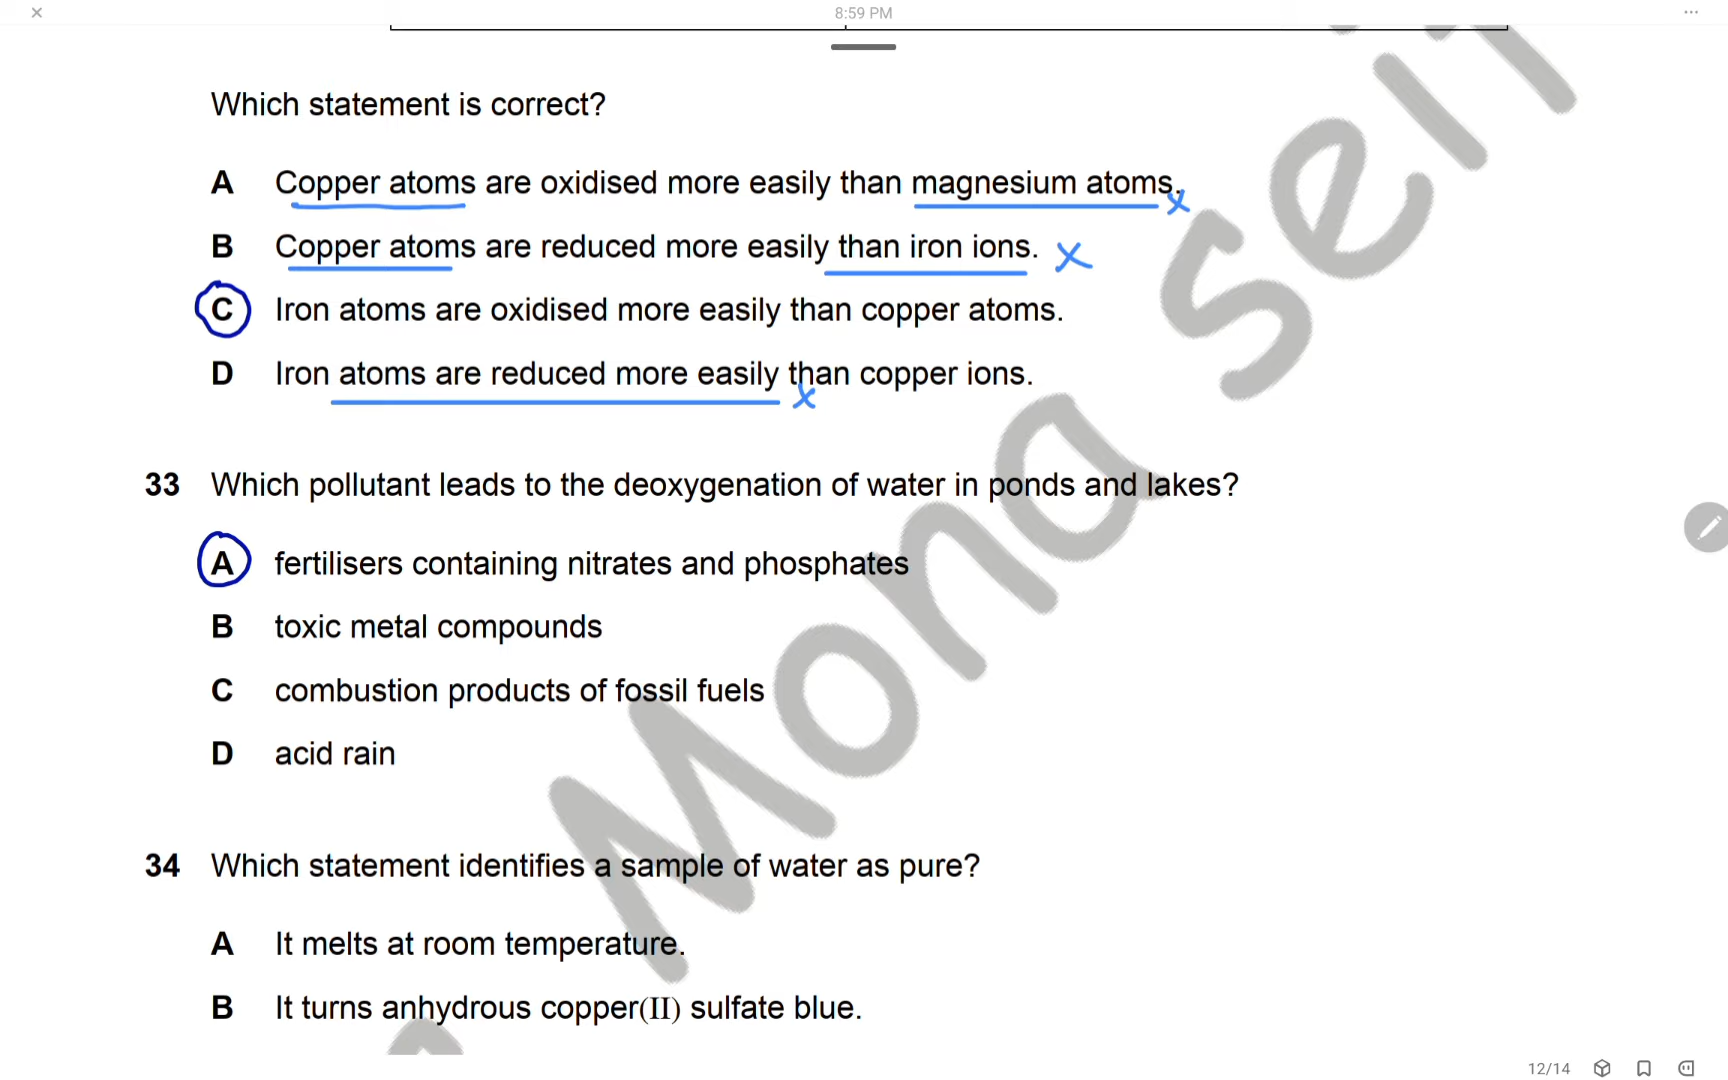 8:59 PM
Which statement is correct?
A Copper atoms are oxidised more easily than magnesium atoms. x
B Copper atoms are reduced more easily than iron ions. x
C Iron atoms are oxidised more easily than copper atoms.
D Iron atoms are reduced more easily than copper ions. x
33 Which pollutant leads to the deoxygenation of water in ponds and lakes?
A fertilisers containing nitrates and phosphates
B toxic metal compounds
C combustion products of fossil fuels
D acid rain
34 Which statement identifies a sample of water as pure?
A It melts at room temperature.
B It turns anhydrous copper(II) sulfate blue.
Mona
12/14